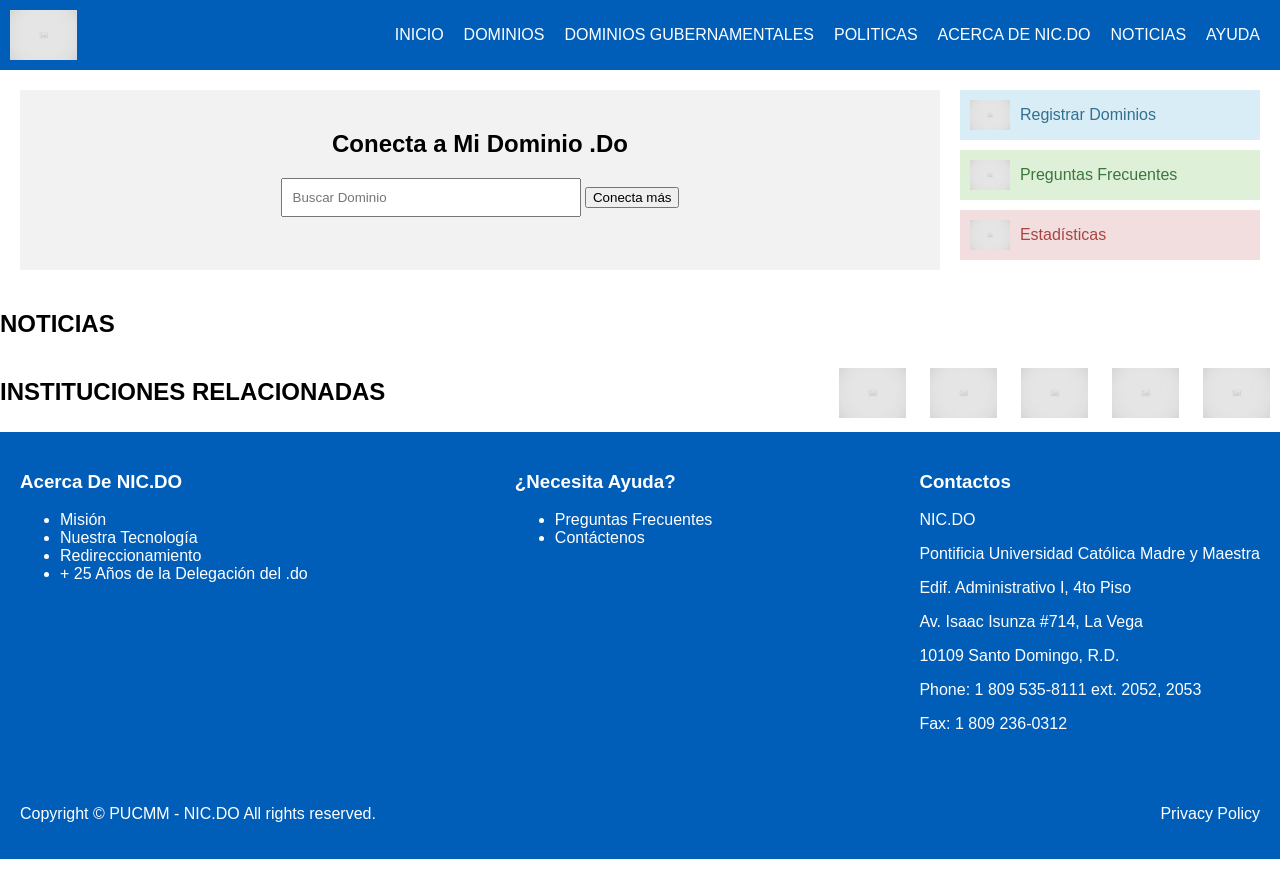 INICIO DOMINIOS DOMINIOS GUBERNAMENTALES POLITICAS ACERCA DE NIC.DO NOTICIAS AYUDA
Conecta a Mi Dominio .Do
Buscar Dominio
Conecta más
Registrar Dominios
Preguntas Frecuentes
Estadísticas
NOTICIAS
INSTITUCIONES RELACIONADAS
Acerca De NIC.DO
Misión
Nuestra Tecnología
Redireccionamiento
+ 25 Años de la Delegación del .do
¿Necesita Ayuda?
Preguntas Frecuentes
Contáctenos
Contactos
NIC.DO
Pontificia Universidad Católica Madre y Maestra
Edif. Administrativo I, 4to Piso
Av. Isaac Isunza #714, La Vega
10109 Santo Domingo, R.D.
Phone: 1 809 535-8111 ext. 2052, 2053
Fax: 1 809 236-0312
Copyright © PUCMM - NIC.DO All rights reserved.
Privacy Policy